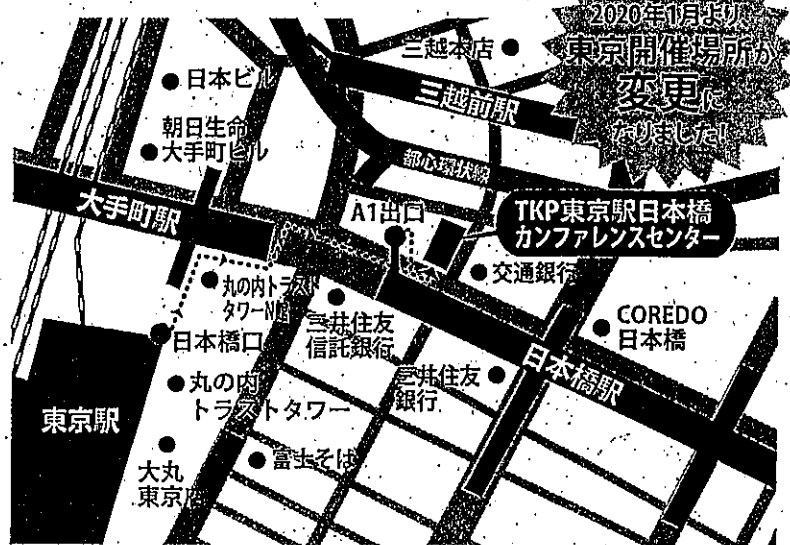 2020年1月より
東京開催場所が
変更に
なりました!
三越本店
日本ビル
三越前駅
朝日生命
大手町ビル
都心環状線
大手町駅
A1出口
TKP東京駅日本橋
カンファレンスセンター
交通銀行
丸の内トラスト
タワーN館
三井住友
信託銀行
COREDO
日本橋
日本橋口
日本橋駅
三井住友
銀行
丸の内
トラストタワー
東京駅
富士そば
大丸
東京店